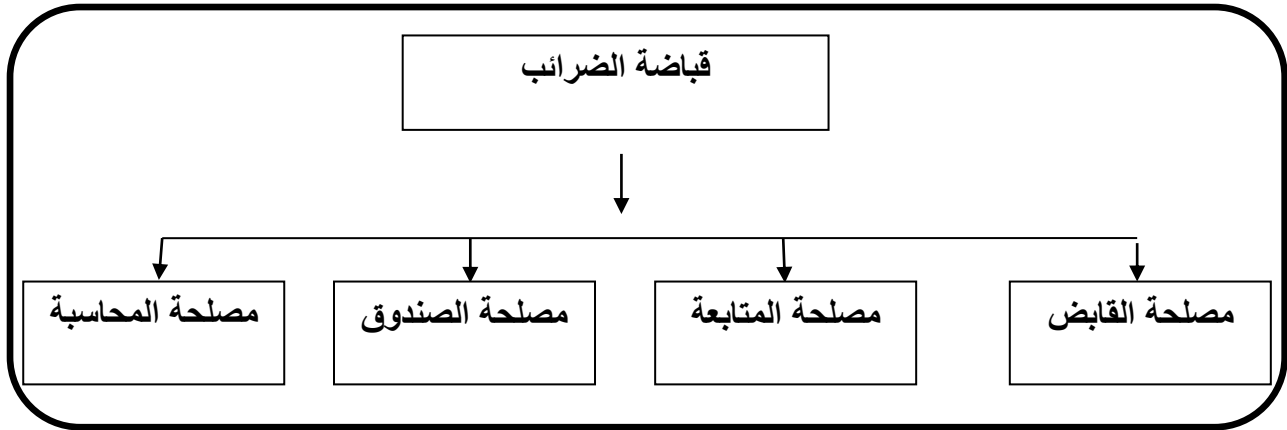 قباضة الضرائب
مصلحة القابض
مصلحة المتابعة
مصلحة الصندوق
مصلحة المحاسبة